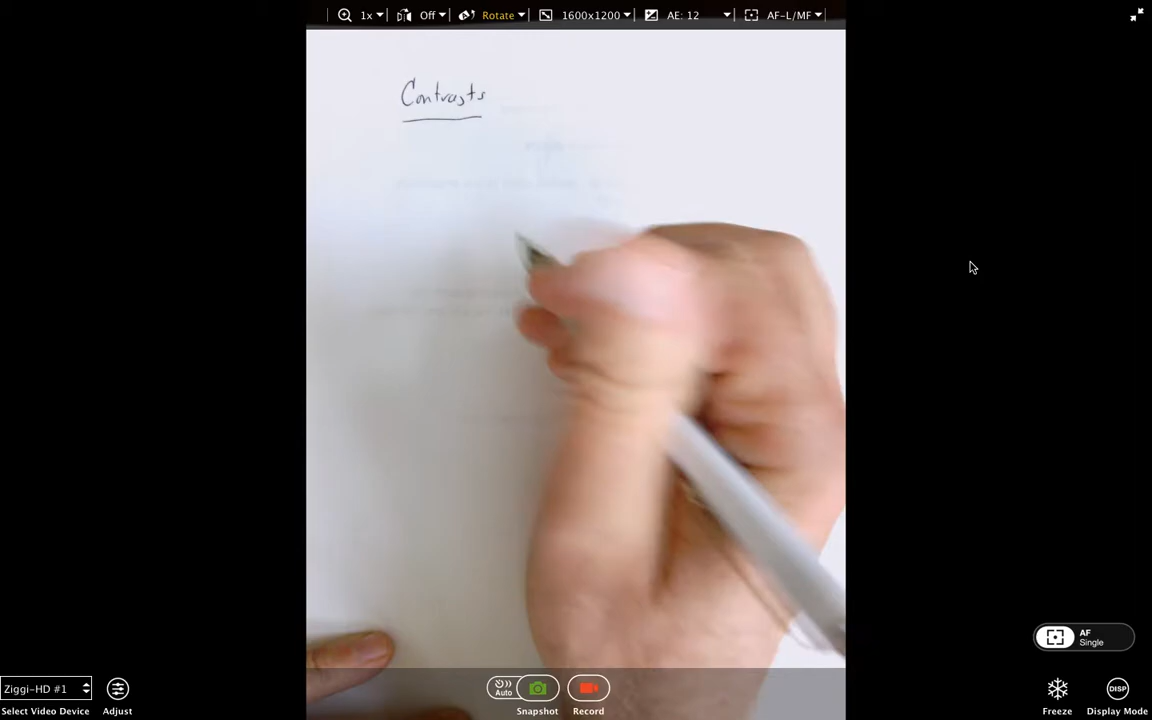 1x Off Rotate 1600x1200 AE: 12 AF-L/MF
Contrasts
AF
Single
Ziggi-HD #1
Auto
Select Video Device Adjust Snapshot Record Freeze Display Mode
DISP